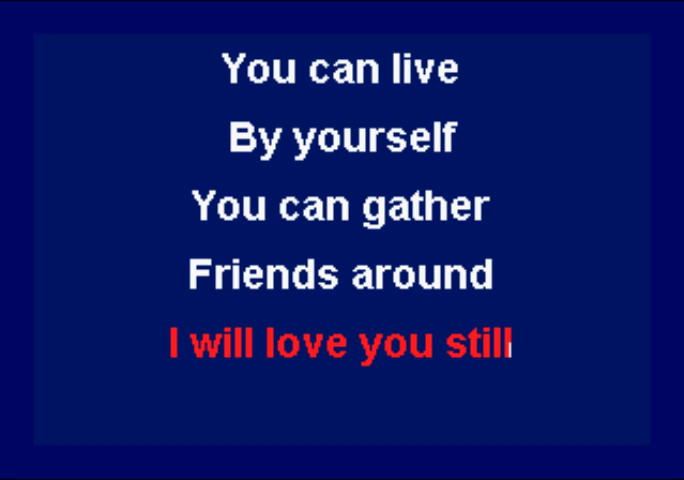 You can live
By yourself
You can gather
Friends around
I will love you still